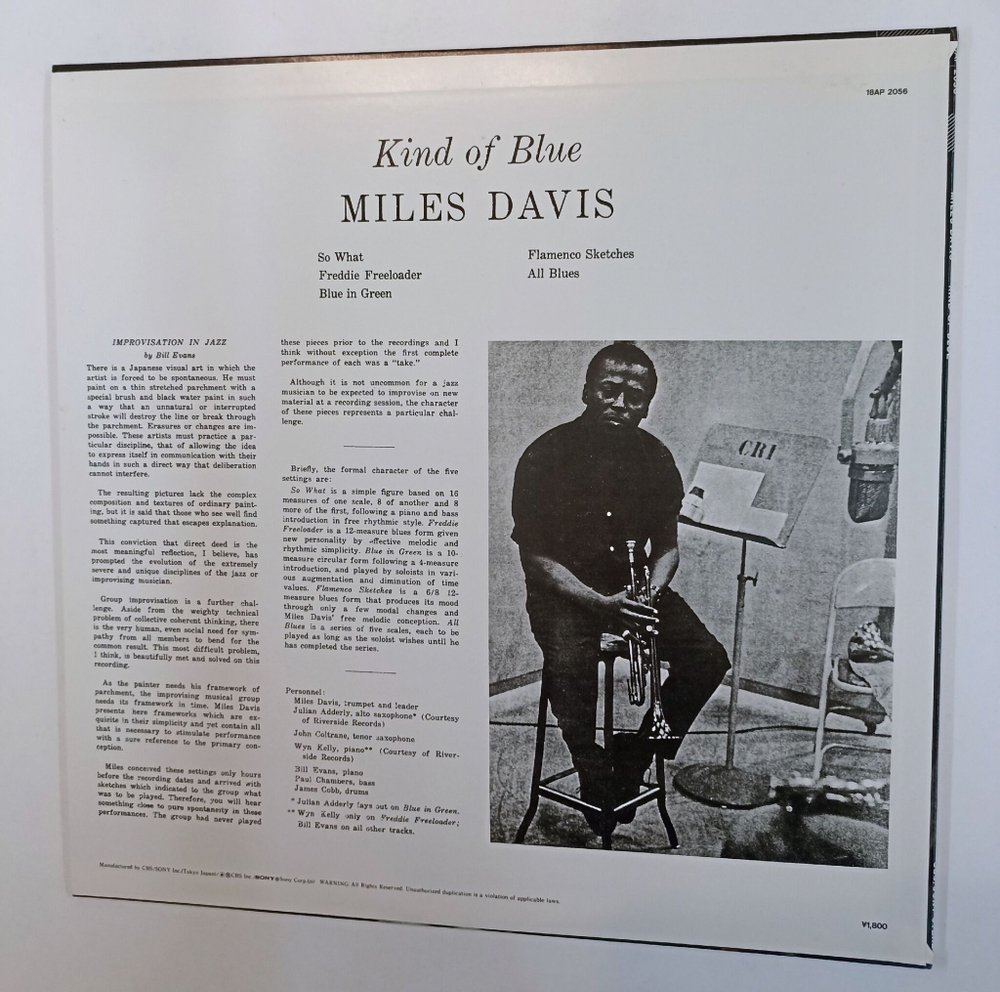 18AP 2056
Kind of Blue
MILES DAVIS
So What
Freddie Freeloader
Blue in Green
Flamenco Sketches
All Blues
IMPROVISATION IN JAZZ
by Bill Evans
There is a Japanese visual art in which the
artist is forced to be spontaneous. He must
paint on a thin stretched parchment with a
special brush and black water paint in such
a way that an unnatural or interrupted
stroke will destroy the line or break through
the parchment. Erasures or changes are im-
possible. These artists must practice a par-
ticular discipline, that of allowing the idea
to express itself in communication with their
hands in such a direct way that deliberation
cannot interfere.
The resulting pictures lack the complex
composition and textures of ordinary paint-
ing, but it is said that those who see well find
something captured that escapes explanation.
This conviction that direct deed is the
most meaningful reflection, I believe, has
prompted the evolution of the extremely
severe and unique disciplines of the jazz or
improvising musician.
Group improvisation is a further chal-
lenge. Aside from the weighty technical
problem of collective coherent thinking, there
is the very human, even social need for sym-
pathy from all members to bend for the
common result. This most difficult problem,
I think, is beautifully met and solved on this
recording.
As the painter needs his framework of
parchment, the improvising musical group
needs its framework in time. Miles Davis
presents here frameworks which are ex-
quisite in their simplicity and yet contain all
that is necessary to stimulate performance
with a sure reference to the primary con-
ception.
Miles conceived these settings only hours
before the recording dates and arrived with
sketches which indicated to the group what
was to be played. Therefore, you will hear
something close to pure spontaneity in these
performances. The group had never played
these pieces prior to the recordings and I
think without exception the first complete
performance of each was a "take."
Although it is not uncommon for a jazz
musician to be expected to improvise on new
material at a recording session, the character
of these pieces represents a particular chal-
lenge.
Briefly, the formal character of the five
settings are:
So What is a simple figure based on 16
measures of one scale, 8 of another and 8
more of the first, following a piano and bass
introduction in free rhythmic style. Freddie
Freeloader is a 12-measure blues form given
new personality by effective melodic and
rhythmic simplicity. Blue in Green is a 10-
measure circular form following a 4-measure
introduction, and played by soloists in vari-
ous augmentation and diminution of time
values. Flamenco Sketches is a 6/8 12-
measure blues form that produces its mood
through only a few modal changes and
Miles Davis' free melodic conception. All
Blues is a series of five scales, each to be
played as long as the soloist wishes until he
has completed the series.
Personnel:
Miles Davis, trumpet and leader
Julian Adderly, alto saxophone* (Courtesy
of Riverside Records)
John Coltrane, tenor saxophone
Wyn Kelly, piano** (Courtesy of River-
side Records)
Bill Evans, piano
Paul Chambers, bass
James Cobb, drums
* Julian Adderly lays out on Blue in Green.
** Wyn Kelly only on Freddie Freeloader;
Bill Evans on all other tracks.
CRI
Manufactured by CBS/SONY Inc./Tokyo Japan/ CBS Inc. SONY Sony Corp. WARNING: All Rights Reserved. Unauthorized duplication is a violation of applicable laws.
¥1,800